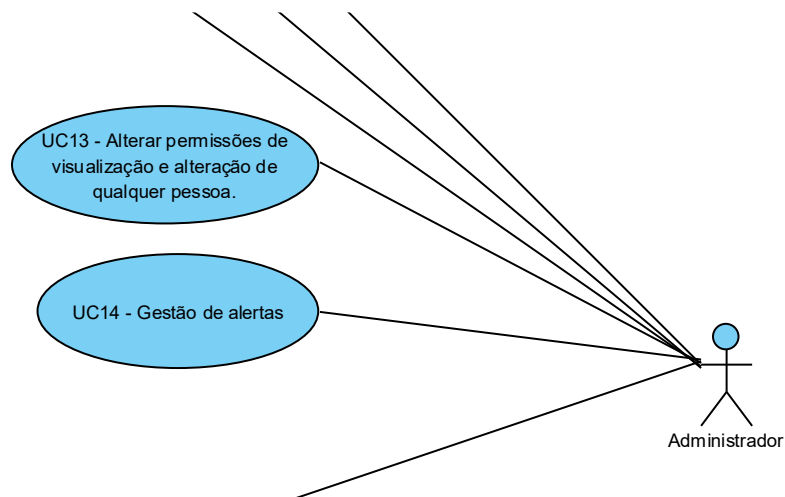 UC13 - Alterar permissões de
visualização e alteração de
qualquer pessoa.
UC14 - Gestão de alertas
Administrador